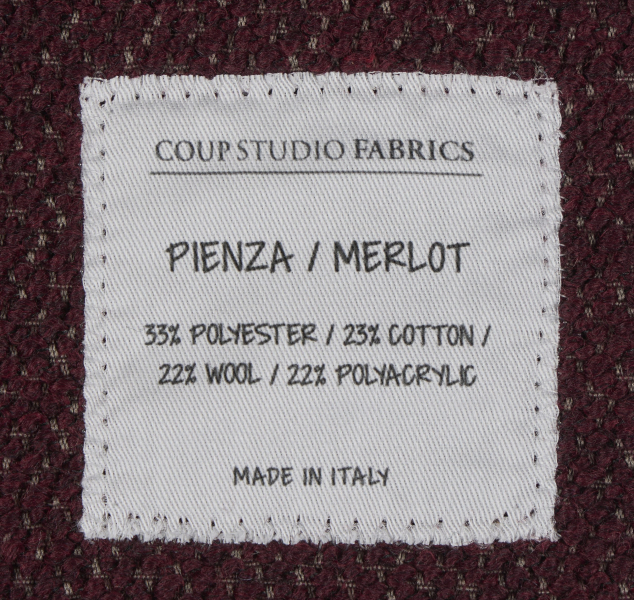 COUP STUDIO FABRICS
PIENZA / MERLOT
33% POLYESTER / 23% COTTON /
22% WOOL / 22% POLYACRYLIC
MADE IN ITALY